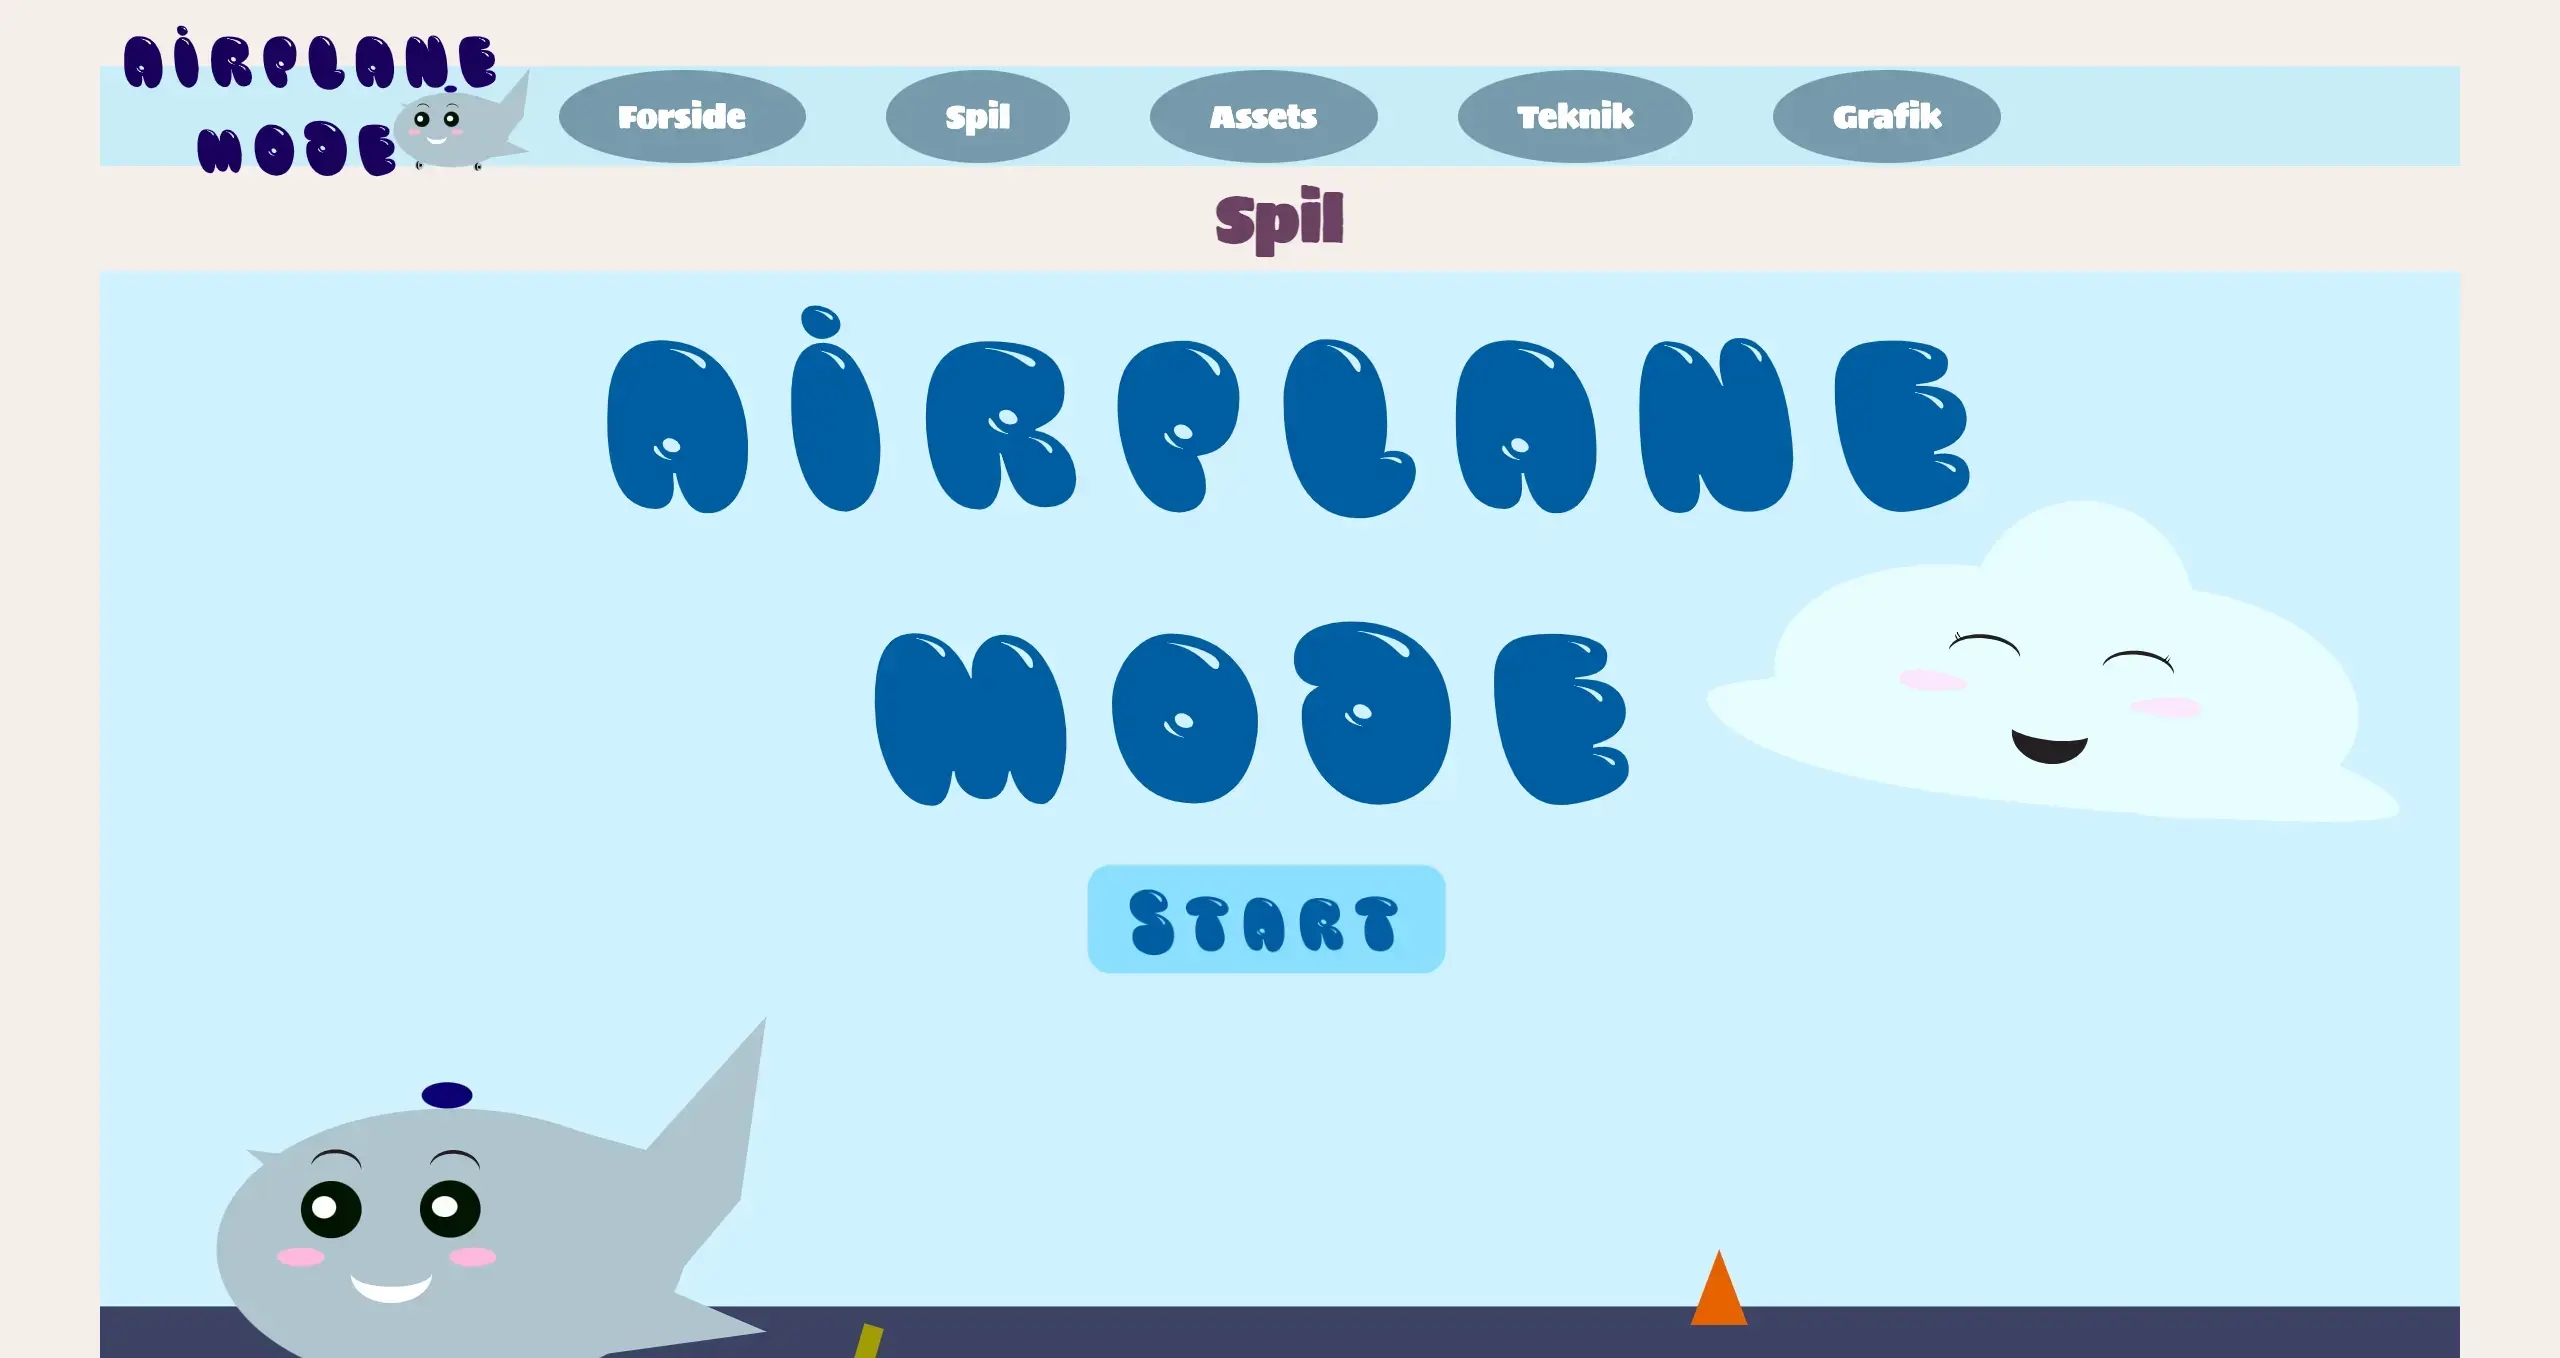 AiRPLANE
MODE
Forside
Spil
Assets
Teknik
Grafik
Spil
AiRPLANE
MODE
START